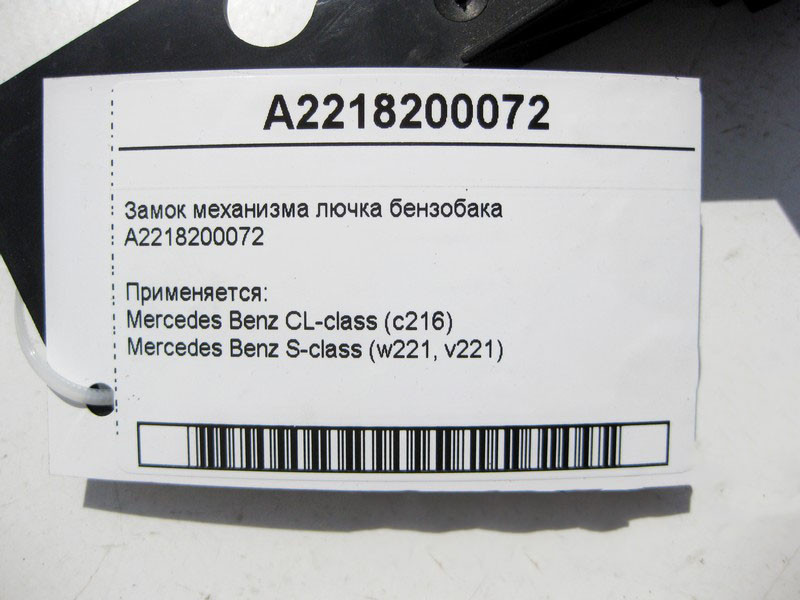 A2218200072
Замок механизма лючка бензобака
A2218200072
Применяется:
Mercedes Benz CL-class (c216)
Mercedes Benz S-class (w221, v221)